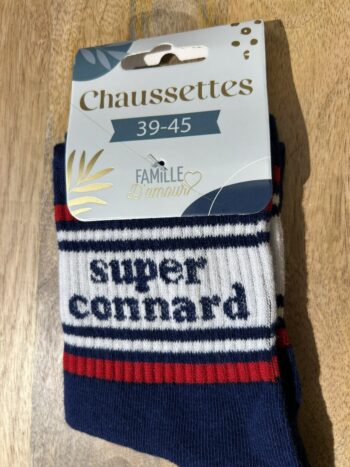 Chaussettes
39-45
FAMiLLE
D'amour
super
connard